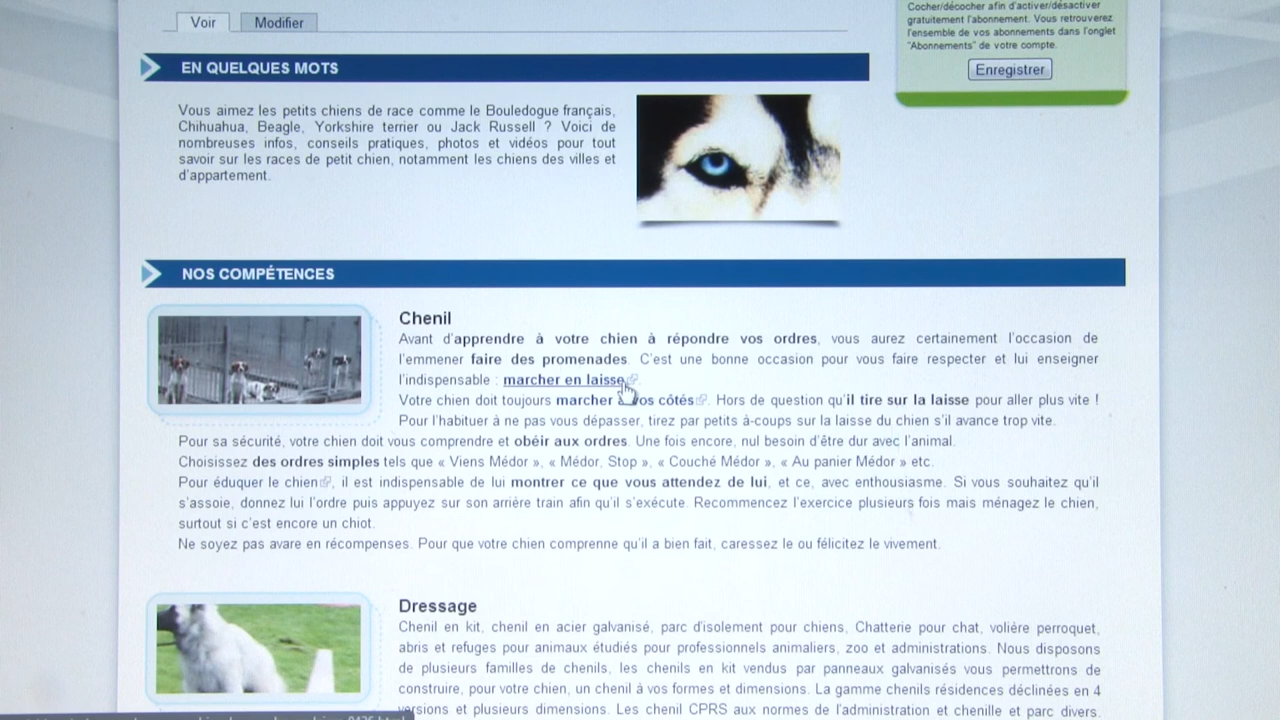 Voir
Modifier
Cocher/décocher afin d'activer/désactiver
gratuitement l'abonnement. Vous retrouverez
l'ensemble de vos abonnements dans l'onglet
"Abonnements" de votre compte.
Enregistrer
EN QUELQUES MOTS
Vous aimez les petits chiens de race comme le Bouledogue français,
Chihuahua, Beagle, Yorkshire terrier ou Jack Russell ? Voici de
nombreuses infos, conseils pratiques, photos et vidéos pour tout
savoir sur les races de petit chien, notamment les chiens des villes et
d'appartement.
NOS COMPÉTENCES
Chenil
Avant d'apprendre à votre chien à répondre vos ordres, vous aurez certainement l'occasion de
l'emmener faire des promenades. C'est une bonne occasion pour vous faire respecter et lui enseigner
l'indispensable : marcher en laisse
Votre chien doit toujours marcher à vos côtés. Hors de question qu'il tire sur la laisse pour aller plus vite !
Pour l'habituer à ne pas vous dépasser, tirez par petits à-coups sur la laisse du chien s'il avance trop vite.
Pour sa sécurité, votre chien doit vous comprendre et obéir aux ordres. Une fois encore, nul besoin d'être dur avec l'animal.
Choisissez des ordres simples tels que « Viens Médor », « Médor, Stop », « Couché Médor », « Au panier Médor » etc.
Pour éduquer le chien, il est indispensable de lui montrer ce que vous attendez de lui, et ce, avec enthousiasme. Si vous souhaitez qu'il
s'assoie, donnez lui l'ordre puis appuyez sur son arrière train afin qu'il s'exécute. Recommencez l'exercice plusieurs fois mais ménagez le chien,
surtout si c'est encore un chiot.
Ne soyez pas avare en récompenses. Pour que votre chien comprenne qu'il a bien fait, caressez le ou félicitez le vivement.
Dressage
Chenil en kit, chenil en acier galvanisé, parc d'isolement pour chiens, Chatterie pour chat, volière perroquet,
abris et refuges pour animaux étudiés pour professionnels animaliers, zoo et administrations. Nous disposons
de plusieurs familles de chenils, les chenils en kit vendus par panneaux galvanisés vous permettrons de
construire, pour votre chien, un chenil à vos formes et dimensions. La gamme chenils résidences déclinées en 4
versions et plusieurs dimensions. Les chenil CPRS aux normes de l'administration et chenille et parc divers.